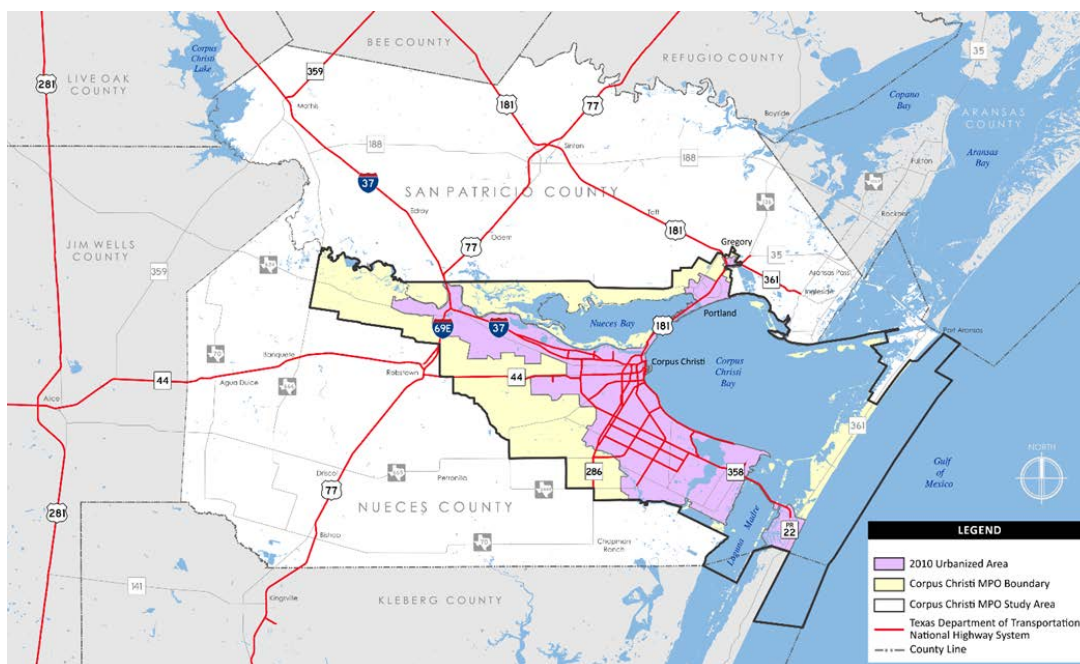 BEE COUNTY
REFUGIO COUNTY
35
Corpus
Christi
Lake
359
LIVE OAK
COUNTY
281
181
77
Copano
Bay
ARANSAS
COUNTY
Mathis
Bayside
Aransas
Bay
Fulton
188
Sinton
188
37
SAN PATRICIO COUNTY
Rockport
Edroy
Taft
181
JIM WELLS
COUNTY
77
Odem
Gregory
35
359
361
Aransas Pass
Ingleside
Nueces Bay
181
Portland
Port Aransas
69E
37
Banquete
Corpus Christi
Corpus
Christi
Bay
44
Agua Dulce
Robstown
44
Alice
361
NORTH
286
358
Gulf
of
Mexico
Driscoll
Petronila
77
281
NUECES COUNTY
Laguna Madre
PR
22
Bishop
Chapman
Ranch
141
Kingsville
KLEBERG COUNTY
LEGEND
2010 Urbanized Area
Corpus Christi MPO Boundary
Corpus Christi MPO Study Area
Texas Department of Transportation
National Highway System
County Line